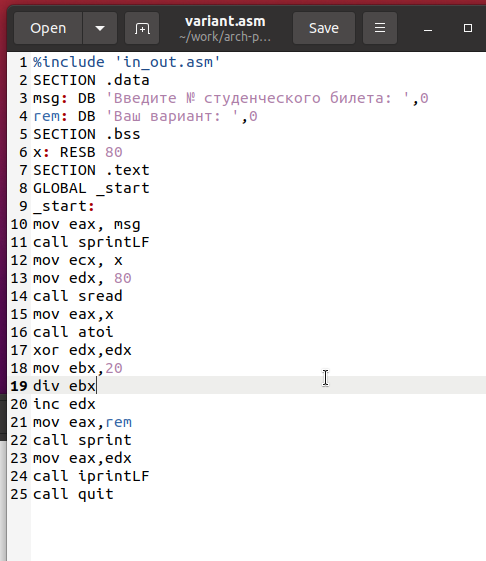 Open
variant.asm
~/work/arch-p...
Save
1 %include 'in_out.asm'
2 SECTION .data
3 msg: DB 'Введите № студенческого билета: ',0
4 rem: DB 'Ваш вариант: ',0
5 SECTION .bss
6 x: RESB 80
7 SECTION .text
8 GLOBAL _start
9 _start:
10 mov eax, msg
11 call sprintLF
12 mov ecx, x
13 mov edx, 80
14 call sread
15 mov eax,x
16 call atoi
17 xor edx,edx
18 mov ebx,20
19 div ebx
20 inc edx
21 mov eax,rem
22 call sprint
23 mov eax,edx
24 call iprintLF
25 call quit